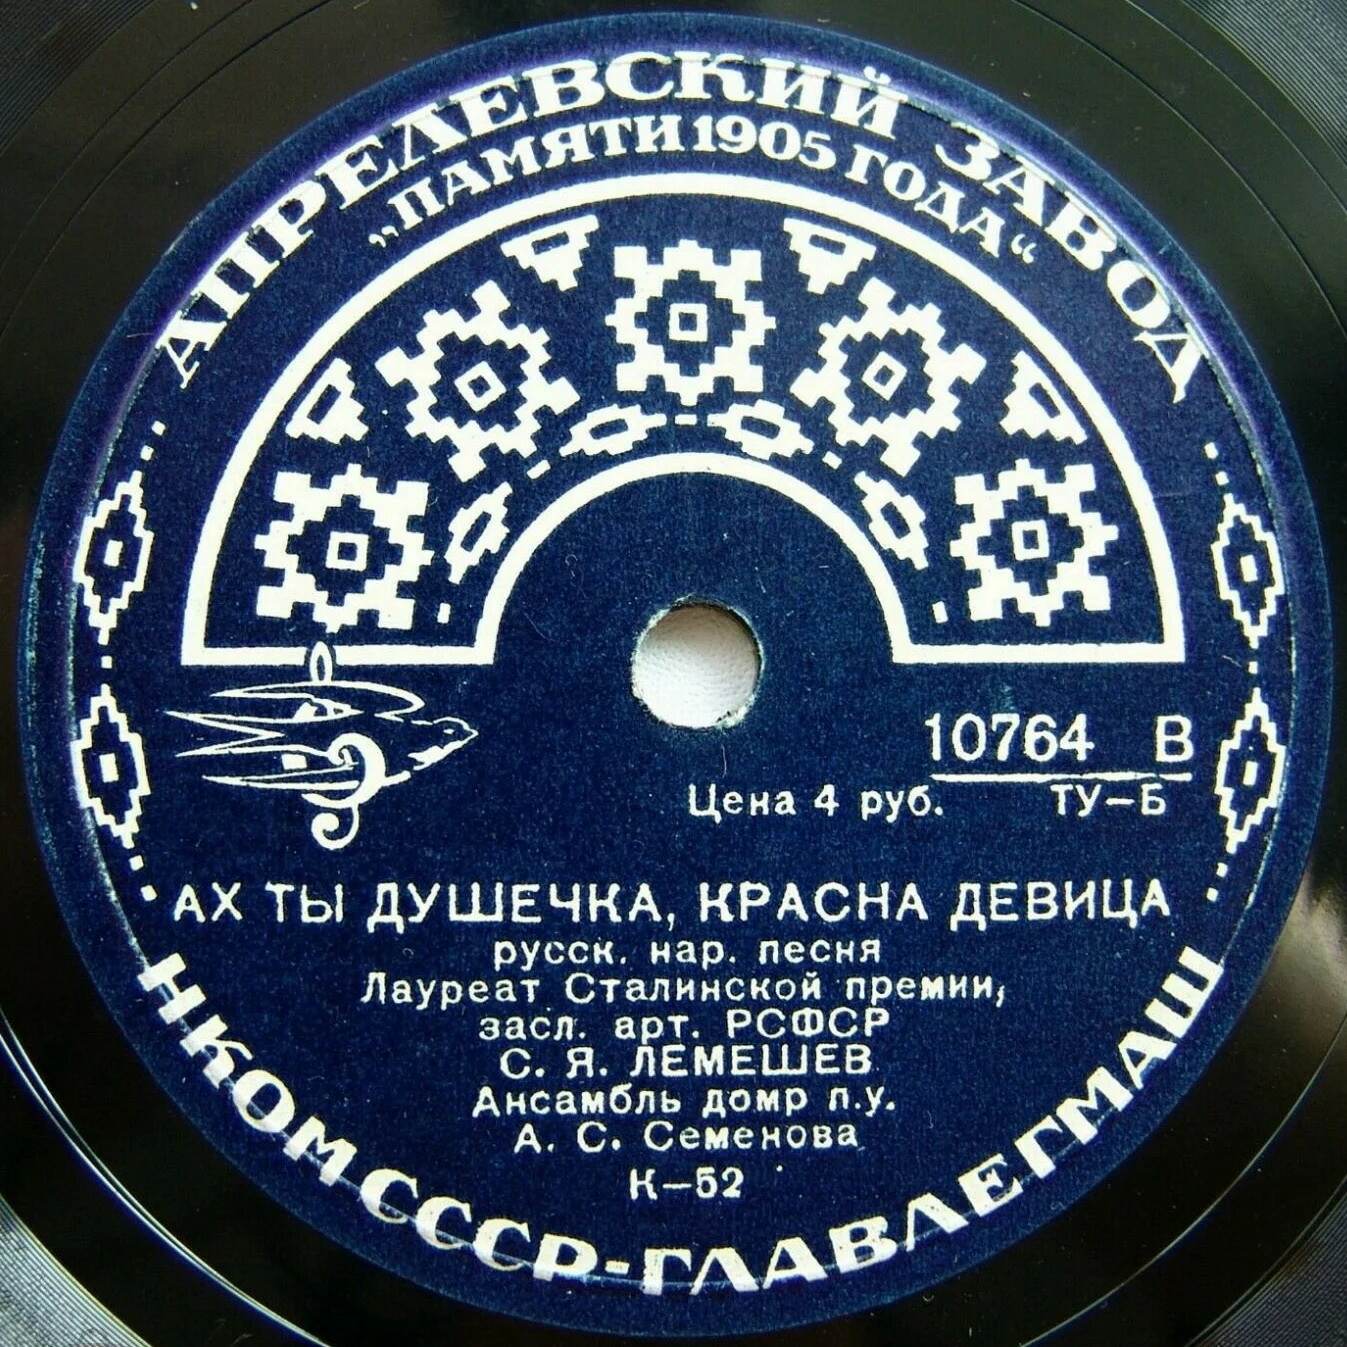 АПРЕЛЕВСКИЙ ЗАВОД
„ПАМЯТИ 1905 ГОДА“
10764 В
Цена 4 руб. ТУ–Б
АХ ТЫ ДУШЕЧКА, КРАСНА ДЕВИЦА
русск. нар. песня
Лауреат Сталинской премии,
засл. арт. РСФСР
С. Я. ЛЕМЕШЕВ
Ансамбль домр п.у.
А. С. Семенова
К–52
НКОМ СССР-ГЛАВЛЕГМАШ